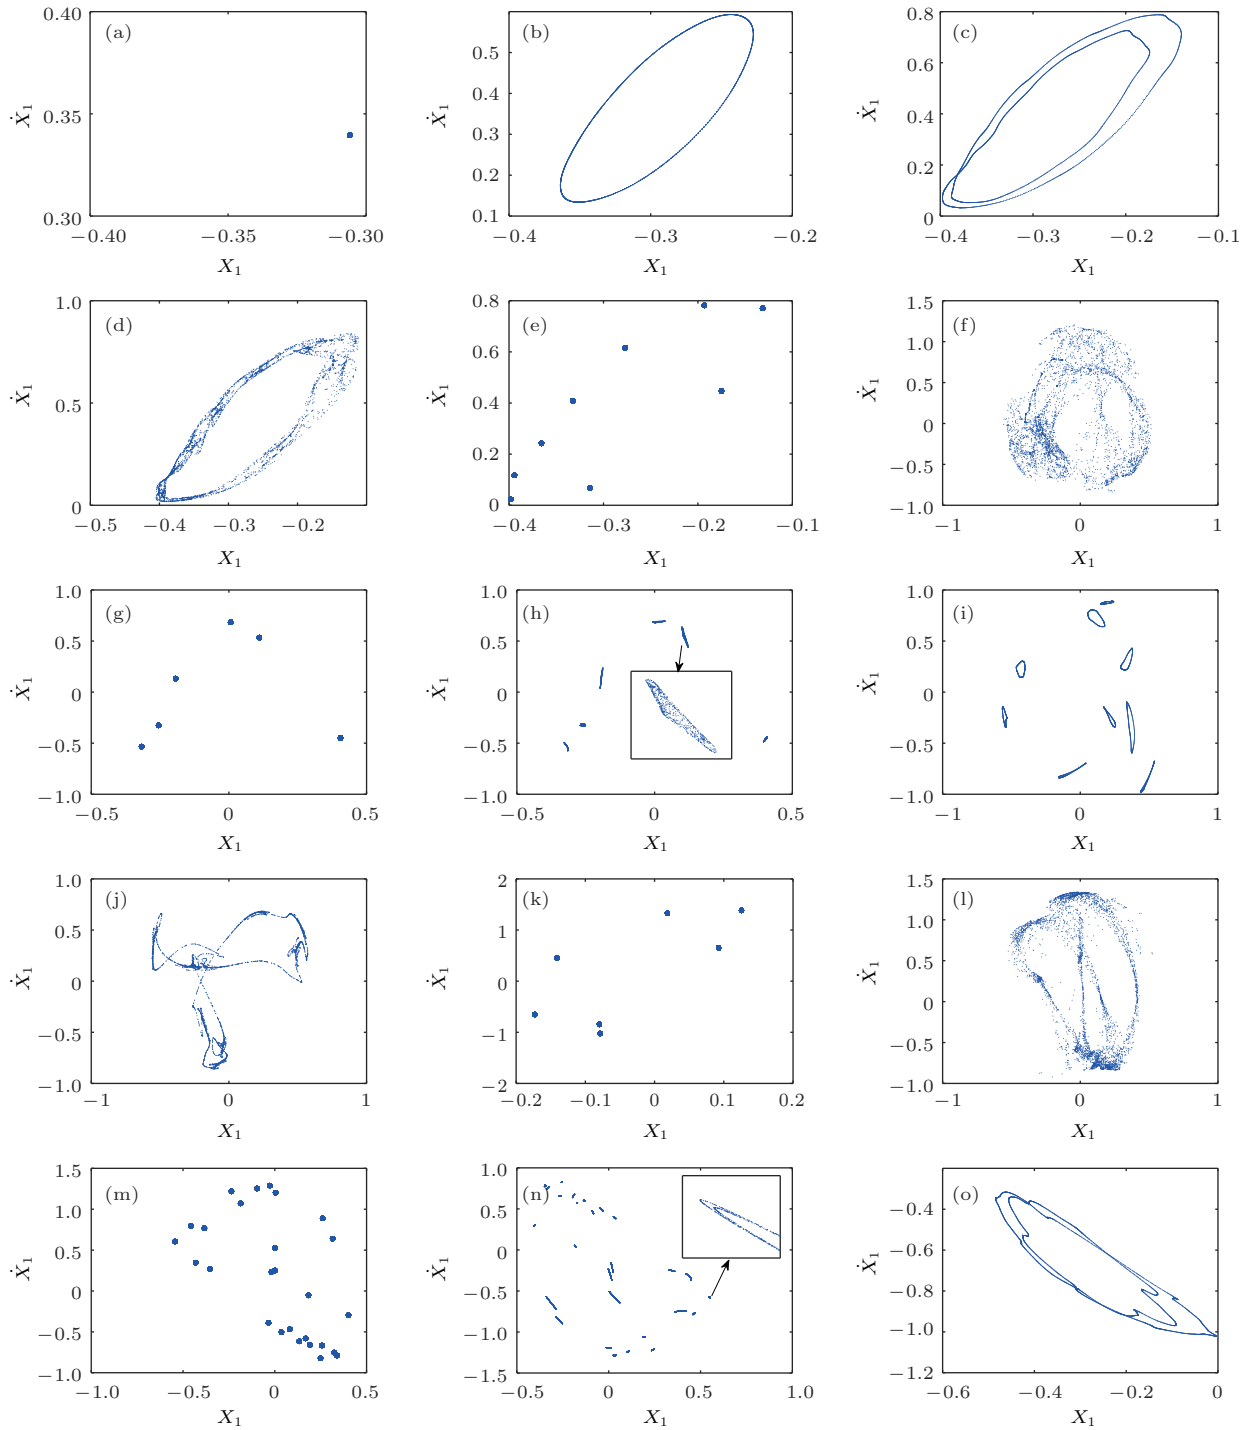 (a) (b) (c)
0.40 0.35 0.30
−0.40 −0.35 −0.30
Ẋ1
X1
0.5 0.4 0.3 0.2 0.1
−0.4 −0.3 −0.2
Ẋ1
X1
0.8 0.6 0.4 0.2 0
−0.4 −0.3 −0.2 −0.1
Ẋ1
X1
(d) (e) (f)
1.0 0.5 0
−0.5 −0.4 −0.3 −0.2
Ẋ1
X1
0.8 0.6 0.4 0.2 0
−0.4 −0.3 −0.2 −0.1
Ẋ1
X1
1.5 1.0 0.5 0 −0.5 −1.0
−1 0 1
Ẋ1
X1
(g) (h) (i)
1.0 0.5 0 −0.5 −1.0
−0.5 0 0.5
Ẋ1
X1
1.0 0.5 0 −0.5 −1.0
−0.5 0 0.5
Ẋ1
X1
1.0 0.5 0 −0.5 −1.0
−1 0 1
Ẋ1
X1
(j) (k) (l)
1.0 0.5 0 −0.5 −1.0
−1 0 1
Ẋ1
X1
2 1 0 −1 −2
−0.2 −0.1 0 0.1 0.2
Ẋ1
X1
1.5 1.0 0.5 0 −0.5 −1.0
−1 0 1
Ẋ1
X1
(m) (n) (o)
1.5 1.0 0.5 0 −0.5 −1.0
−1.0 −0.5 0 0.5
Ẋ1
X1
1.0 0.5 0 −0.5 −1.0 −1.5
−0.5 0 0.5 1.0
Ẋ1
X1
−0.4 −0.6 −0.8 −1.0 −1.2
−0.6 −0.4 −0.2 0
Ẋ1
X1